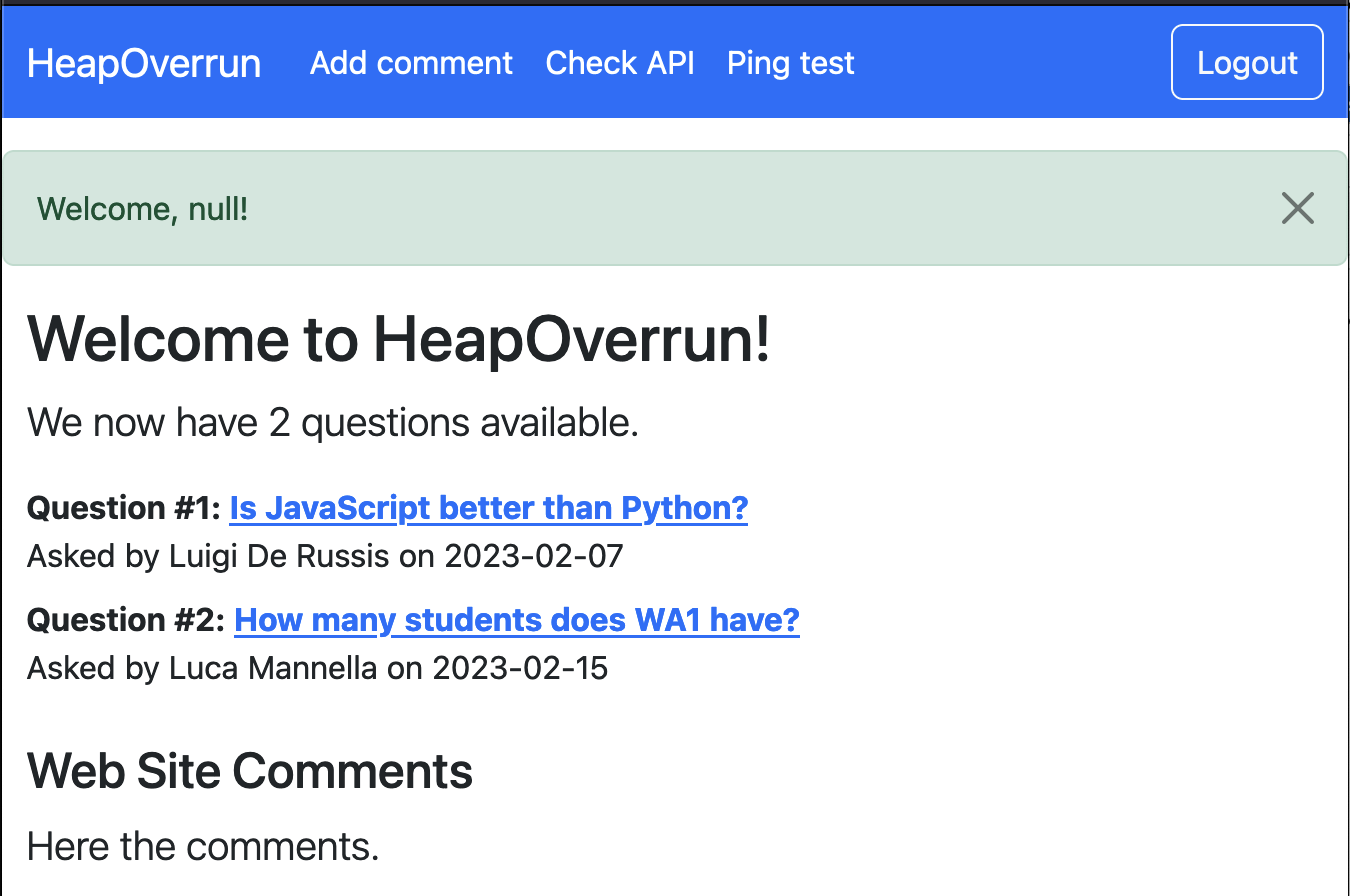 HeapOverrun Add comment Check API Ping test Logout
Welcome, null!
Welcome to HeapOverrun!
We now have 2 questions available.
Question #1: Is JavaScript better than Python?
Asked by Luigi De Russis on 2023-02-07
Question #2: How many students does WA1 have?
Asked by Luca Mannella on 2023-02-15
Web Site Comments
Here the comments.